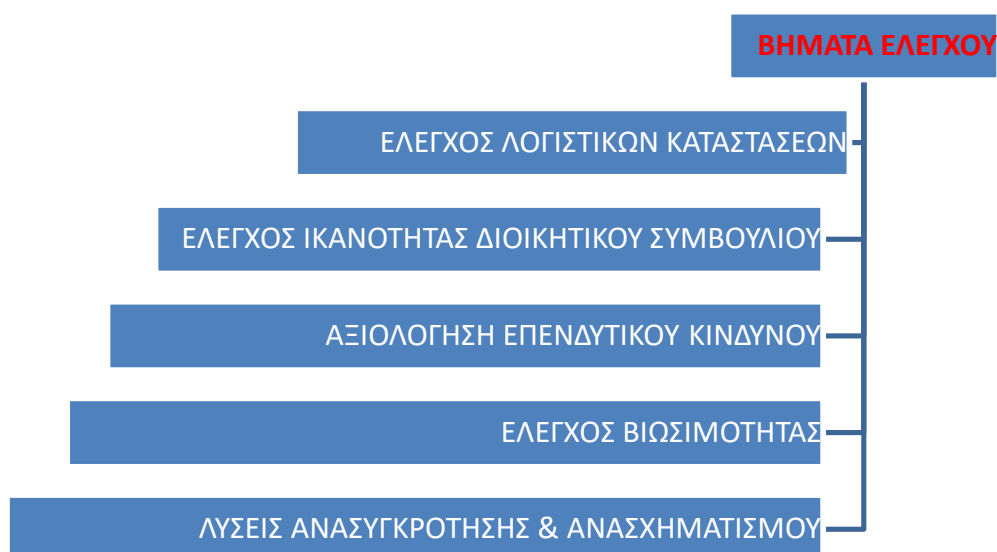 ΒΗΜΑΤΑ ΕΛΕΓΧΟΥ
ΕΛΕΓΧΟΣ ΛΟΓΙΣΤΙΚΩΝ ΚΑΤΑΣΤΑΣΕΩΝ
ΕΛΕΓΧΟΣ ΙΚΑΝΟΤΗΤΑΣ ΔΙΟΙΚΗΤΙΚΟΥ ΣΥΜΒΟΥΛΙΟΥ
ΑΞΙΟΛΟΓΗΣΗ ΕΠΕΝΔΥΤΙΚΟΥ ΚΙΝΔΥΝΟΥ
ΕΛΕΓΧΟΣ ΒΙΩΣΙΜΟΤΗΤΑΣ
ΛΥΣΕΙΣ ΑΝΑΣΥΓΚΡΟΤΗΣΗΣ & ΑΝΑΣΧΗΜΑΤΙΣΜΟΥ